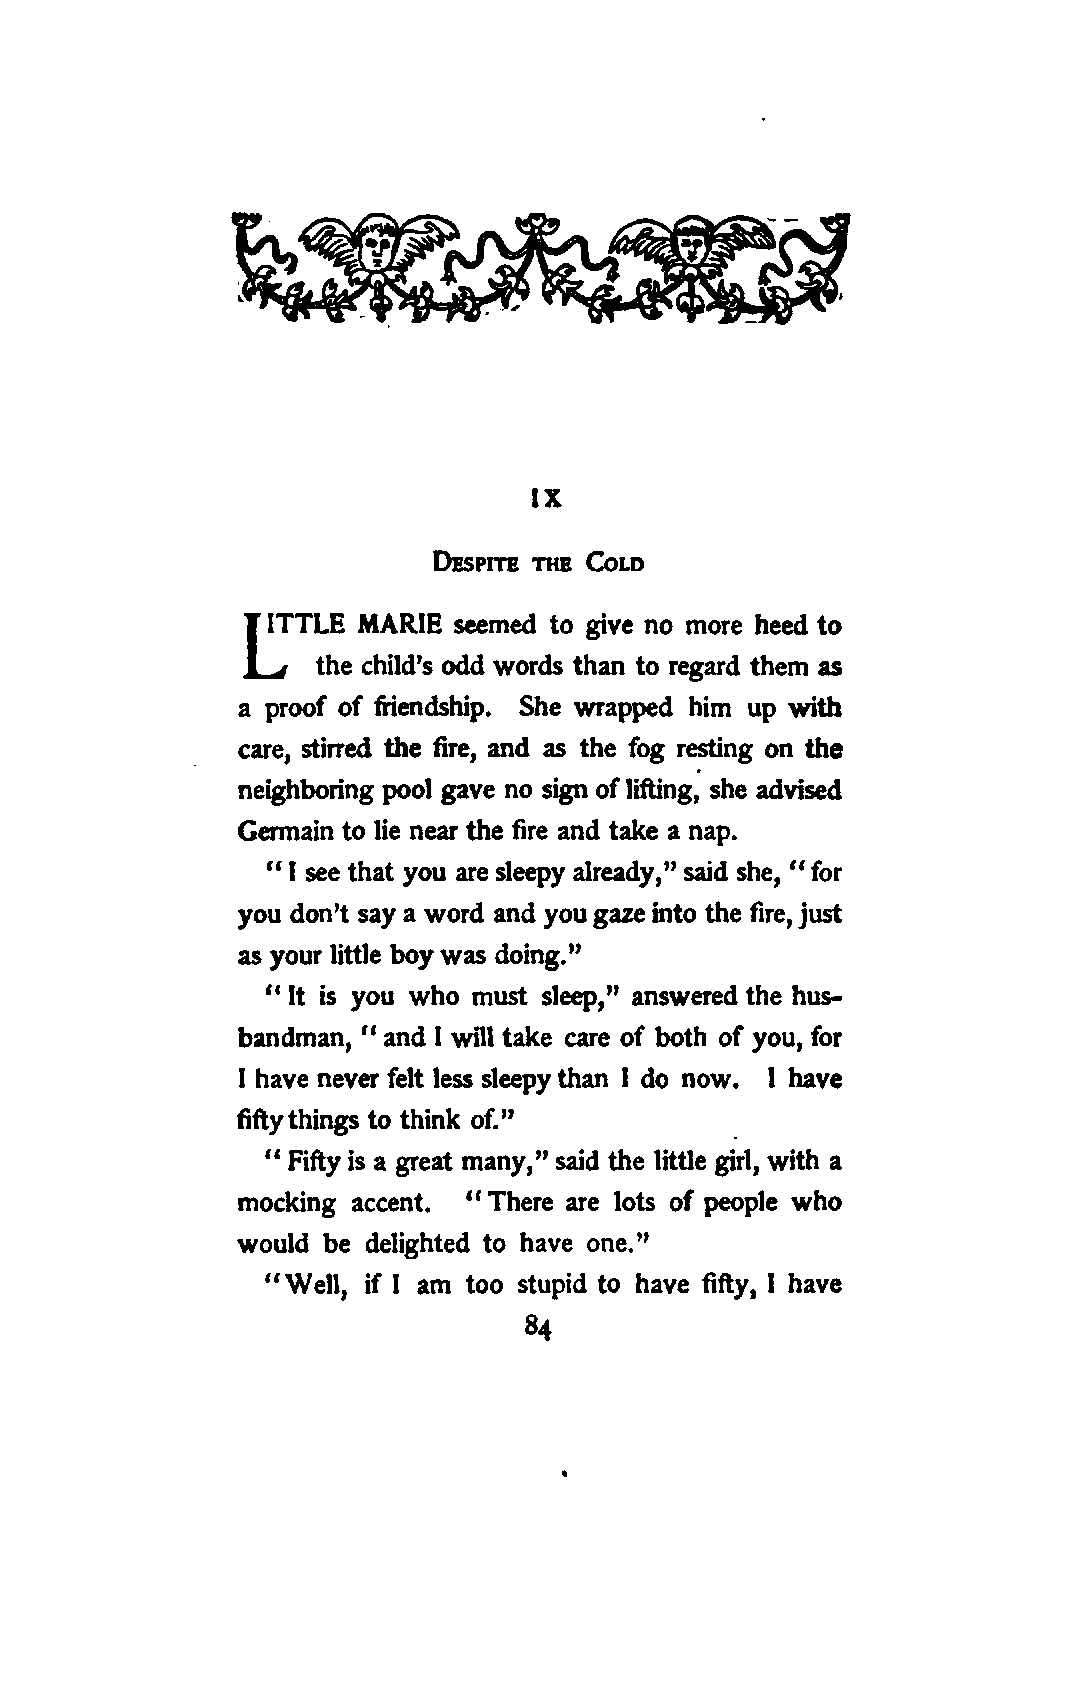 IX
DESPITE THE COLD
LITTLE MARIE seemed to give no more heed to
the child's odd words than to regard them as
a proof of friendship. She wrapped him up with
care, stirred the fire, and as the fog resting on the
neighboring pool gave no sign of lifting, she advised
Germain to lie near the fire and take a nap.
"I see that you are sleepy already," said she, "for
you don't say a word and you gaze into the fire, just
as your little boy was doing."
"It is you who must sleep," answered the hus-
bandman, "and I will take care of both of you, for
I have never felt less sleepy than I do now. I have
fifty things to think of."
"Fifty is a great many," said the little girl, with a
mocking accent. "There are lots of people who
would be delighted to have one."
"Well, if I am too stupid to have fifty, I have
84